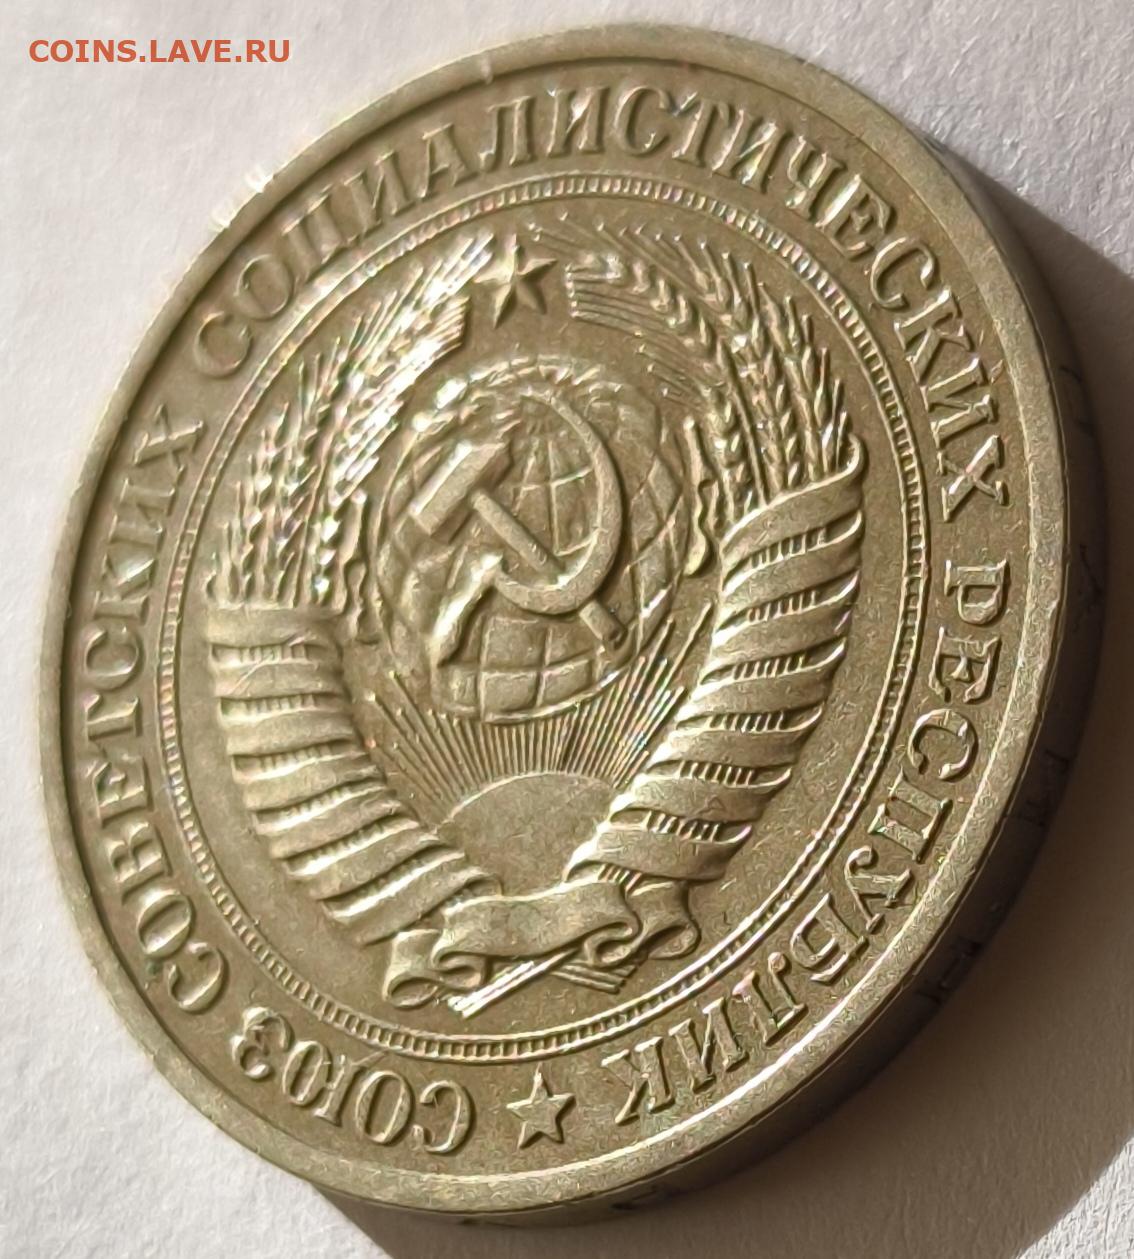 COINS.LAVE.RU
СОЮЗ СОВЕТСКИХ СОЦИАЛИСТИЧЕСКИХ РЕСПУБЛИК